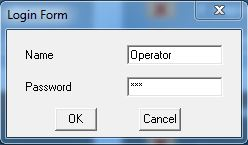 Login Form
Name Operator
Password ***
OK Cancel